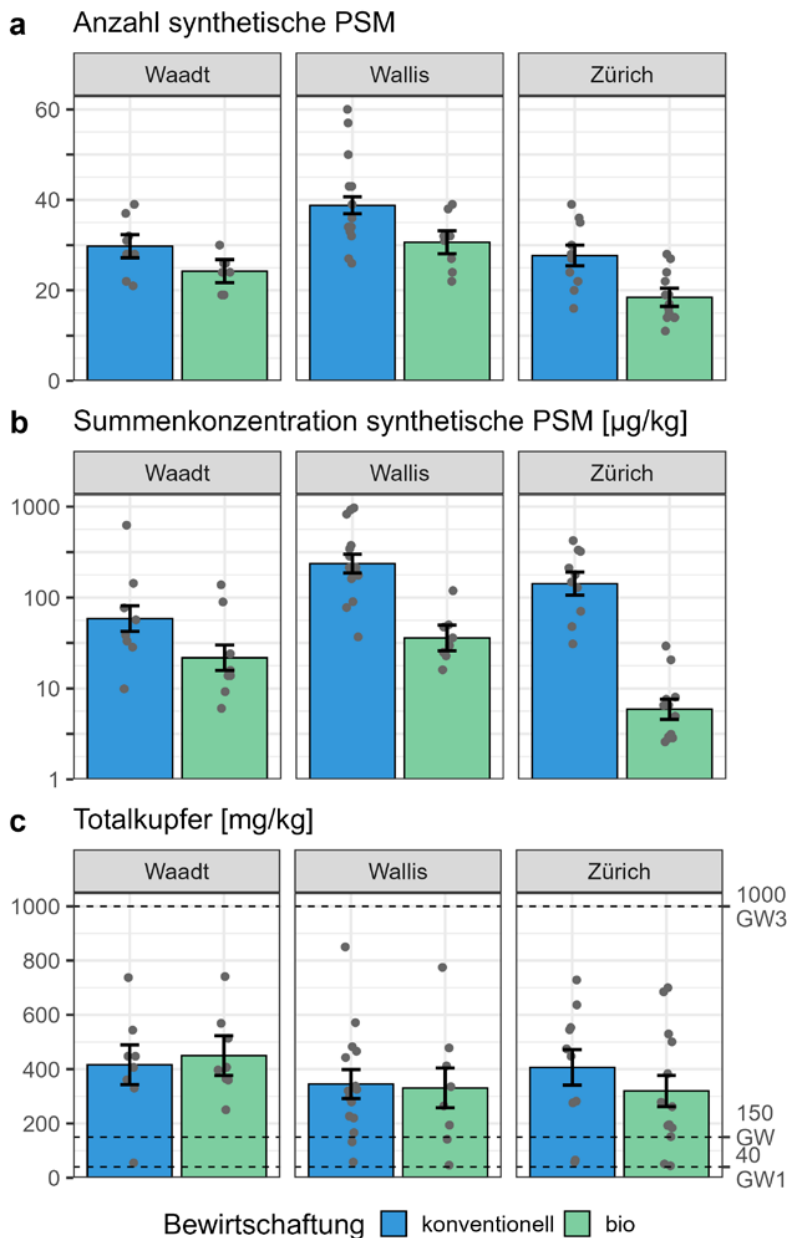 a Anzahl synthetische PSM
Waadt Wallis Zürich
60
40
20
0
b Summenkonzentration synthetische PSM [µg/kg]
Waadt Wallis Zürich
1000
100
10
1
c Totalkupfer [mg/kg]
Waadt Wallis Zürich
1000
800
600
400
200
0
1000
GW3
150
GW
40
GW1
Bewirtschaftung konventionell bio